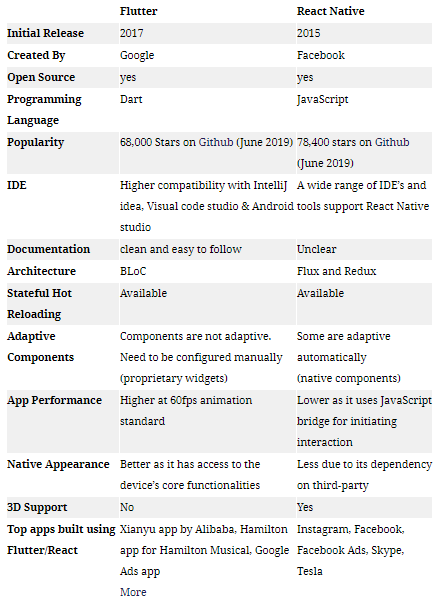 Flutter React Native
Initial Release 2017 2015
Created By Google Facebook
Open Source yes yes
Programming Dart JavaScript
Language
Popularity 68,000 Stars on Github (June 2019) 78,400 stars on Github
(June 2019)
IDE Higher compatibility with IntelliJ A wide range of IDE's and
idea, Visual code studio & Android tools support React Native
studio
Documentation clean and easy to follow Unclear
Architecture BLoC Flux and Redux
Stateful Hot Available Available
Reloading
Adaptive Components are not adaptive. Some are adaptive
Components Need to be configured manually automatically
(proprietary widgets) (native components)
App Performance Higher at 60fps animation Lower as it uses JavaScript
standard bridge for initiating
interaction
Native Appearance Better as it has access to the Less due to its dependency
device's core functionalities on third-party
3D Support No Yes
Top apps built using Xianyu app by Alibaba, Hamilton Instagram, Facebook,
Flutter/React app for Hamilton Musical, Google Facebook Ads, Skype,
Ads app Tesla
More